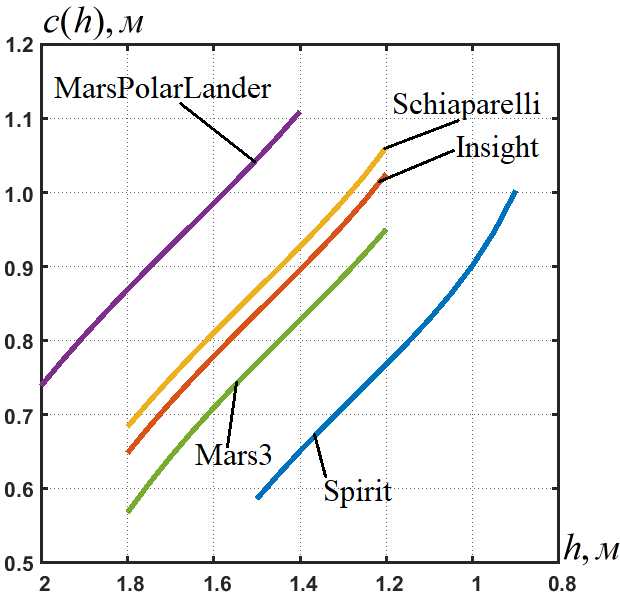 c(h), м
1.2
MarsPolarLander
Schiaparelli
1.1
Insight
1.0
0.9
0.8
0.7
Mars3
Spirit
0.6
0.5
h, м
2 1.8 1.6 1.4 1.2 1 0.8